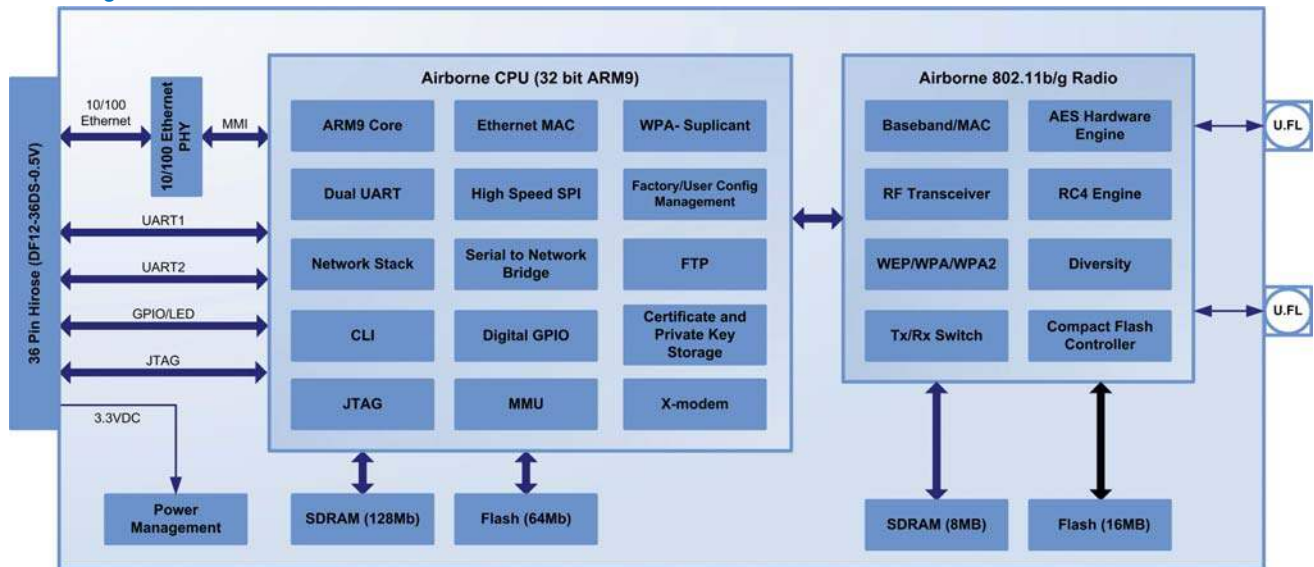 Airborne CPU (32 bit ARM9)
Airborne 802.11b/g Radio
36 Pin Hirose (DF12-36DS-0.5V)
10/100
Ethernet
10/100 Ethernet
PHY
MMI
UART1
UART2
GPIO/LED
JTAG
3.3VDC
Power
Management
ARM9 Core
Ethernet MAC
WPA- Suplicant
Dual UART
High Speed SPI
Factory/User Config
Management
Network Stack
Serial to Network
Bridge
FTP
CLI
Digital GPIO
Certificate and
Private Key
Storage
JTAG
MMU
X-modem
SDRAM (128Mb)
Flash (64Mb)
Baseband/MAC
AES Hardware
Engine
RF Transceiver
RC4 Engine
WEP/WPA/WPA2
Diversity
Tx/Rx Switch
Compact Flash
Controller
SDRAM (8MB)
Flash (16MB)
U.FL
U.FL